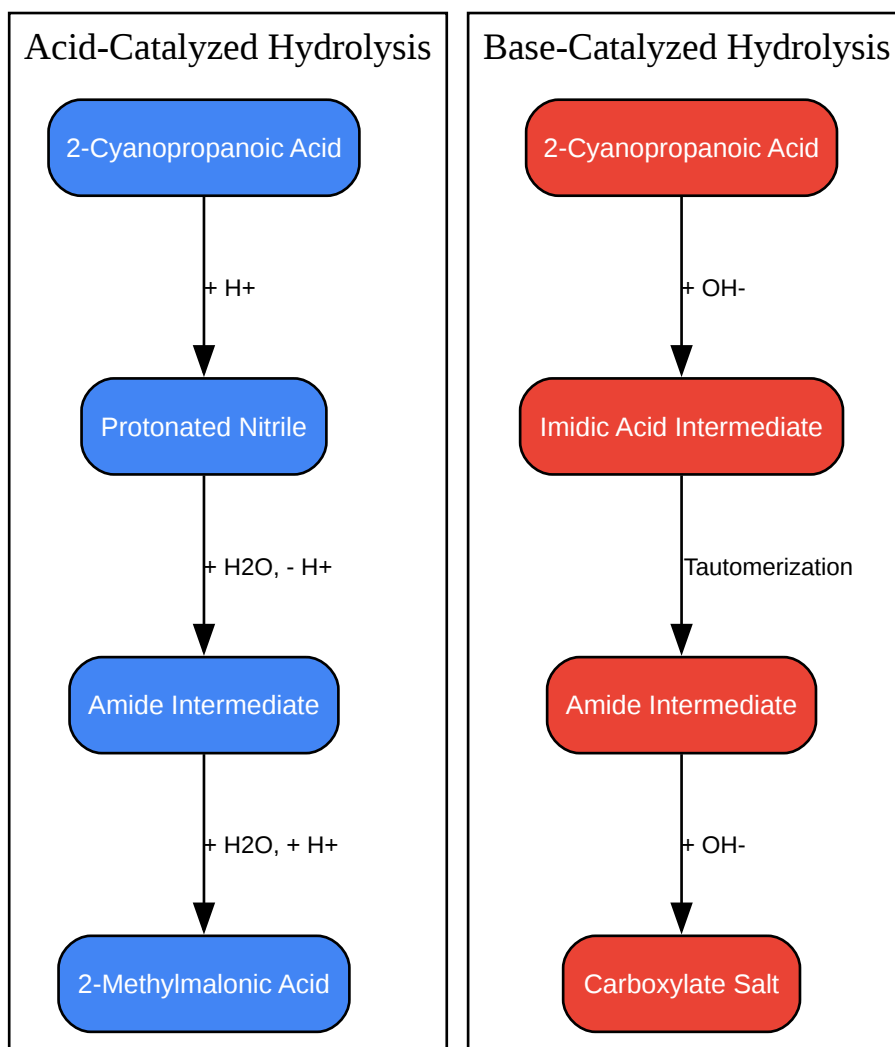 Acid-Catalyzed Hydrolysis
2-Cyanopropanoic Acid
+ H+
Protonated Nitrile
+ H2O, - H+
Amide Intermediate
+ H2O, + H+
2-Methylmalonic Acid
Base-Catalyzed Hydrolysis
2-Cyanopropanoic Acid
+ OH-
Imidic Acid Intermediate
Tautomerization
Amide Intermediate
+ OH-
Carboxylate Salt